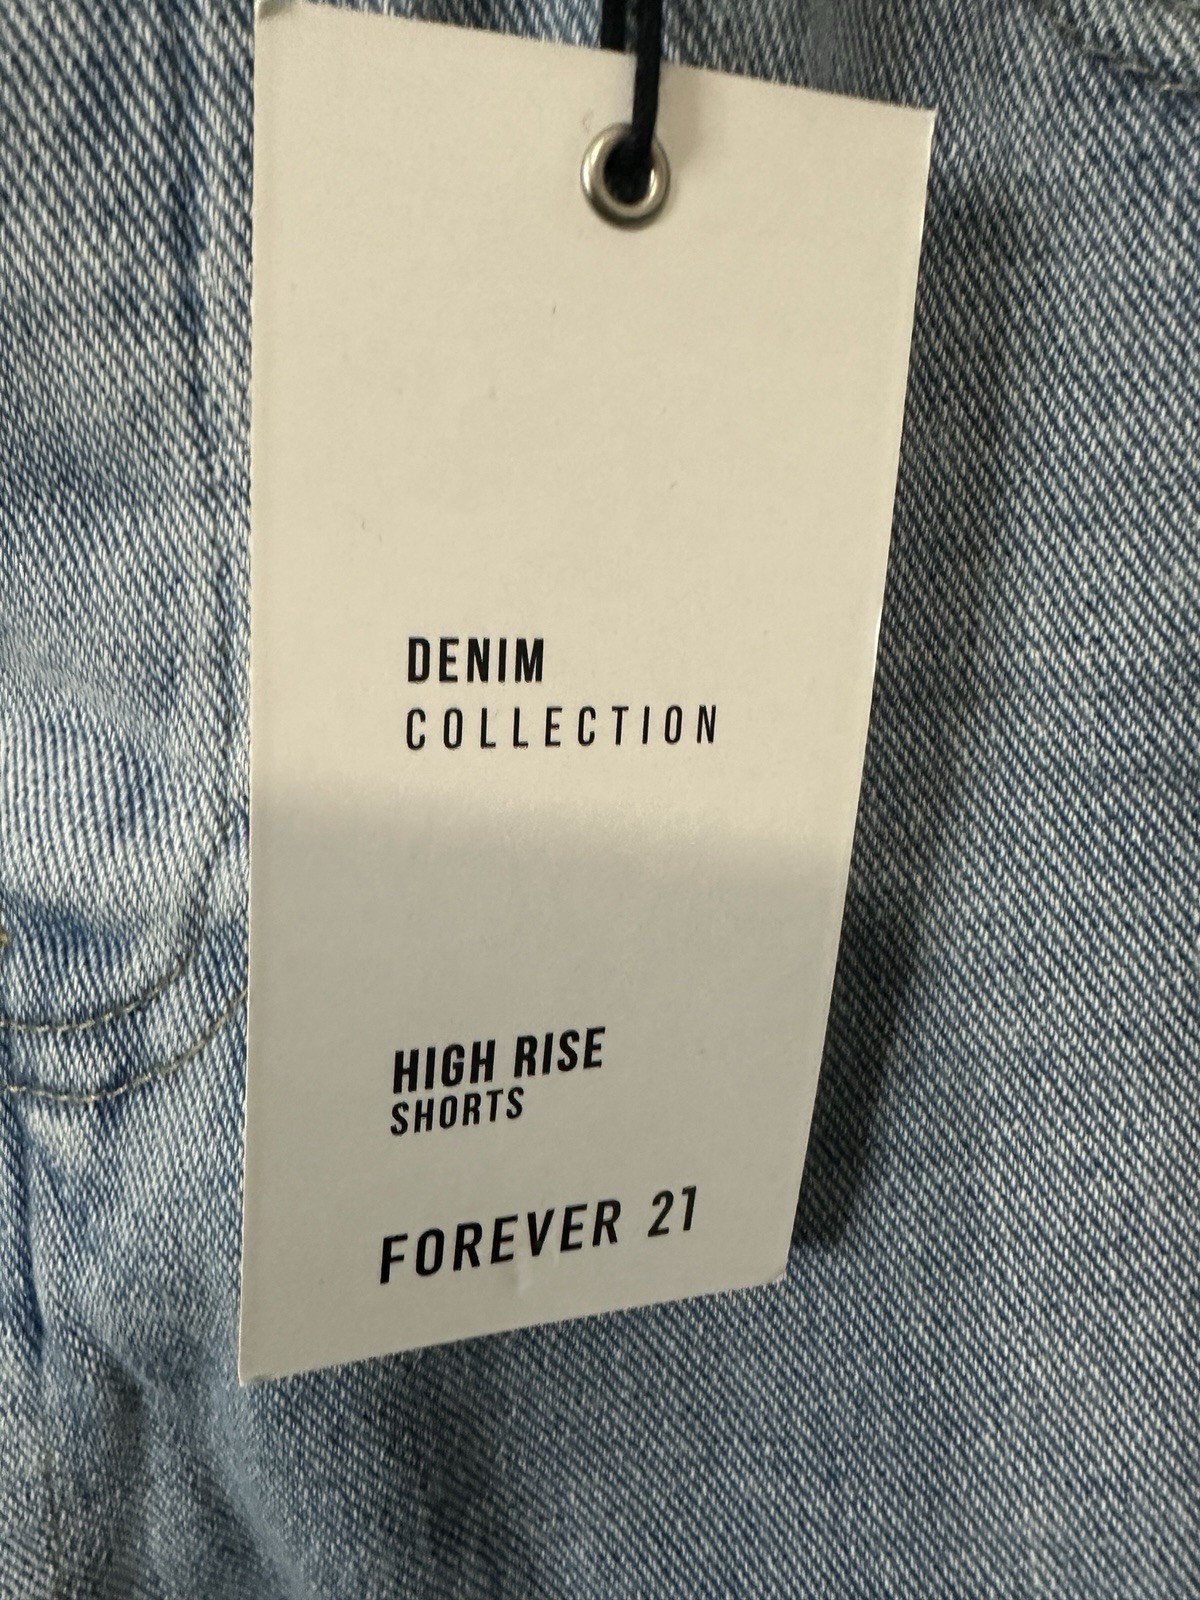 DENIM
COLLECTION
HIGH RISE
SHORTS
FOREVER 21